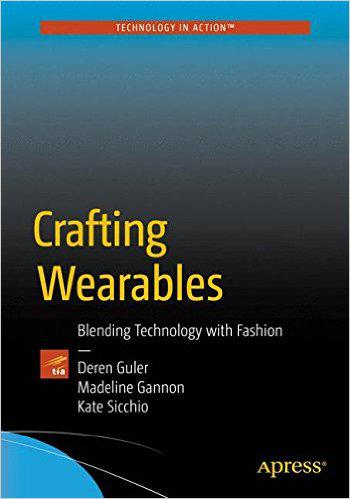 TECHNOLOGY IN ACTION™
Crafting
Wearables
Blending Technology with Fashion
—
Deren Guler
Madeline Gannon
Kate Sicchio
tia
Apress®